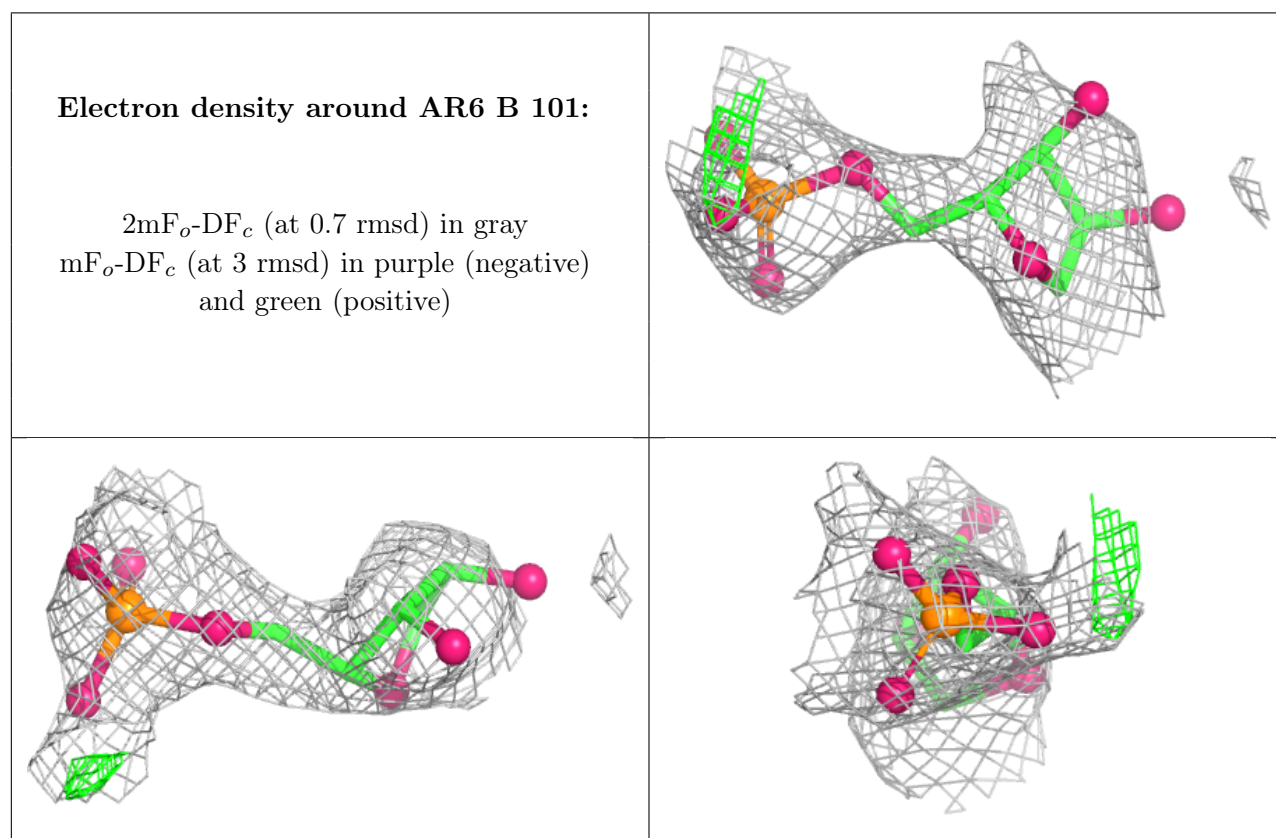 Electron density around AR6 B 101:
2mFo-DFc (at 0.7 rmsd) in gray
mFo-DFc (at 3 rmsd) in purple (negative)
and green (positive)